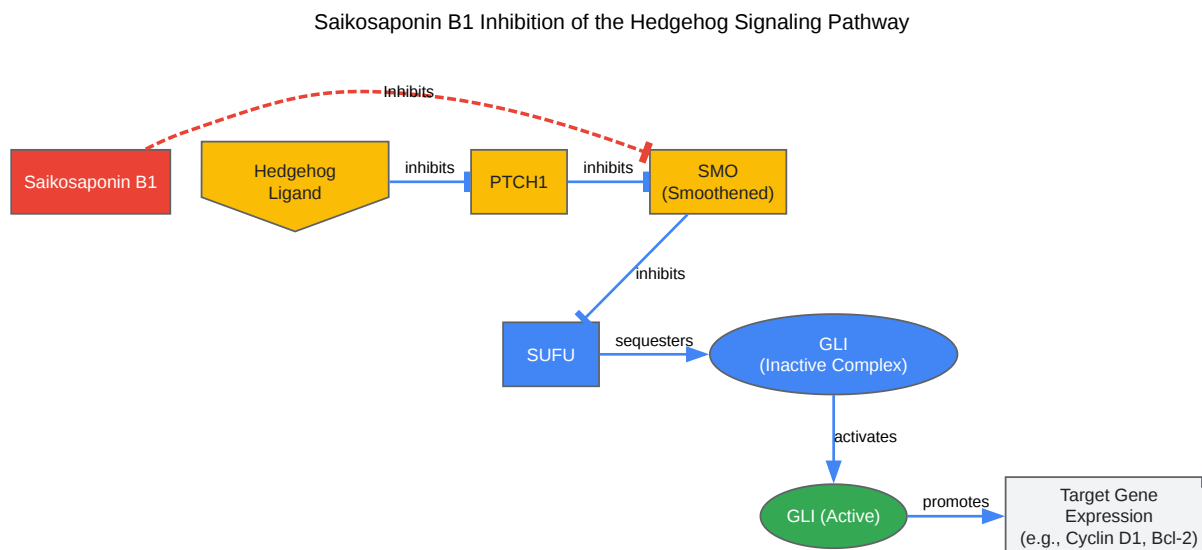 Saikosaponin B1 Inhibition of the Hedgehog Signaling Pathway
Inhibits
Saikosaponin B1
Hedgehog
Ligand
inhibits
PTCH1
inhibits
SMO
(Smoothened)
inhibits
SUFU
sequesters
GLI
(Inactive Complex)
activates
GLI (Active)
promotes
Target Gene
Expression
(e.g., Cyclin D1, Bcl-2)